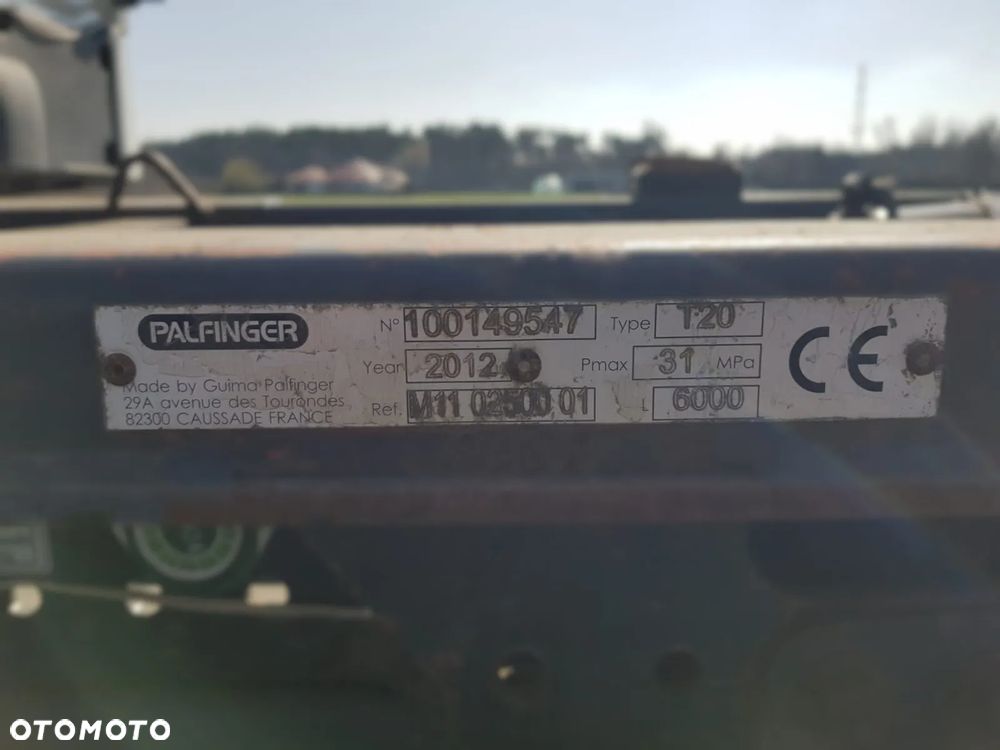 PALFINGER
N° 100149547 Type T20
Year 2012 Pmax 31 MPa
Made by Guima Palfinger
29A avenue des Tourondes
82300 CAUSSADE FRANCE
Ref. M11 02500 01 L 6000
CE
OTOMOTO